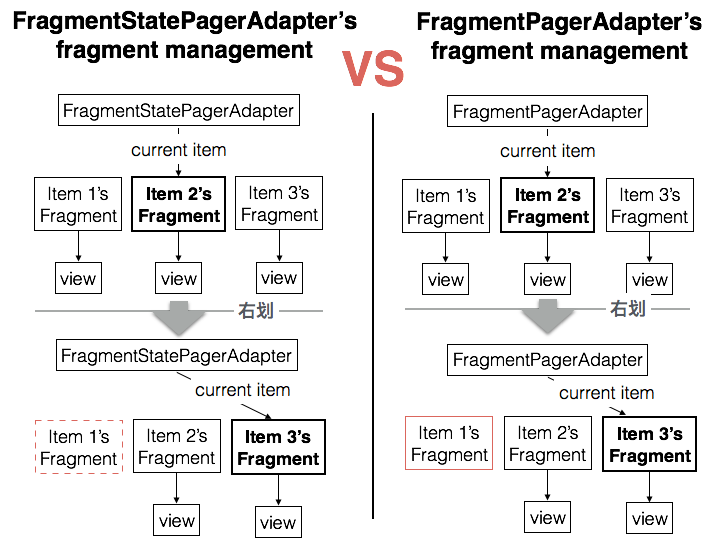 FragmentStatePagerAdapter's
fragment management
VS
FragmentPagerAdapter's
fragment management
FragmentStatePagerAdapter
current item
Item 1's
Fragment
Item 2's
Fragment
Item 3's
Fragment
view
view
view
右划
FragmentStatePagerAdapter
current item
Item 1's
Fragment
Item 2's
Fragment
Item 3's
Fragment
view
view
FragmentPagerAdapter
current item
Item 1's
Fragment
Item 2's
Fragment
Item 3's
Fragment
view
view
view
右划
FragmentPagerAdapter
current item
Item 1's
Fragment
Item 2's
Fragment
Item 3's
Fragment
view
view